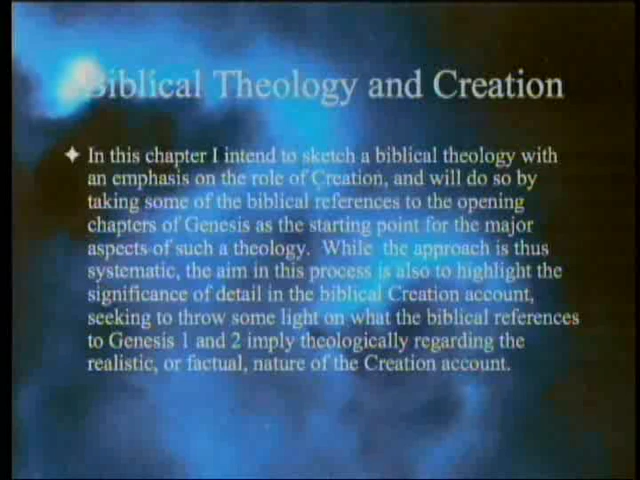 Biblical Theology and Creation
In this chapter I intend to sketch a biblical theology with
an emphasis on the role of Creation, and will do so by
taking some of the biblical references to the opening
chapters of Genesis as the starting point for the major
aspects of such a theology. While the approach is thus
systematic, the aim in this process is also to highlight the
significance of detail in the biblical Creation account,
seeking to throw some light on what the biblical references
to Genesis 1 and 2 imply theologically regarding the
realistic, or factual, nature of the Creation account.